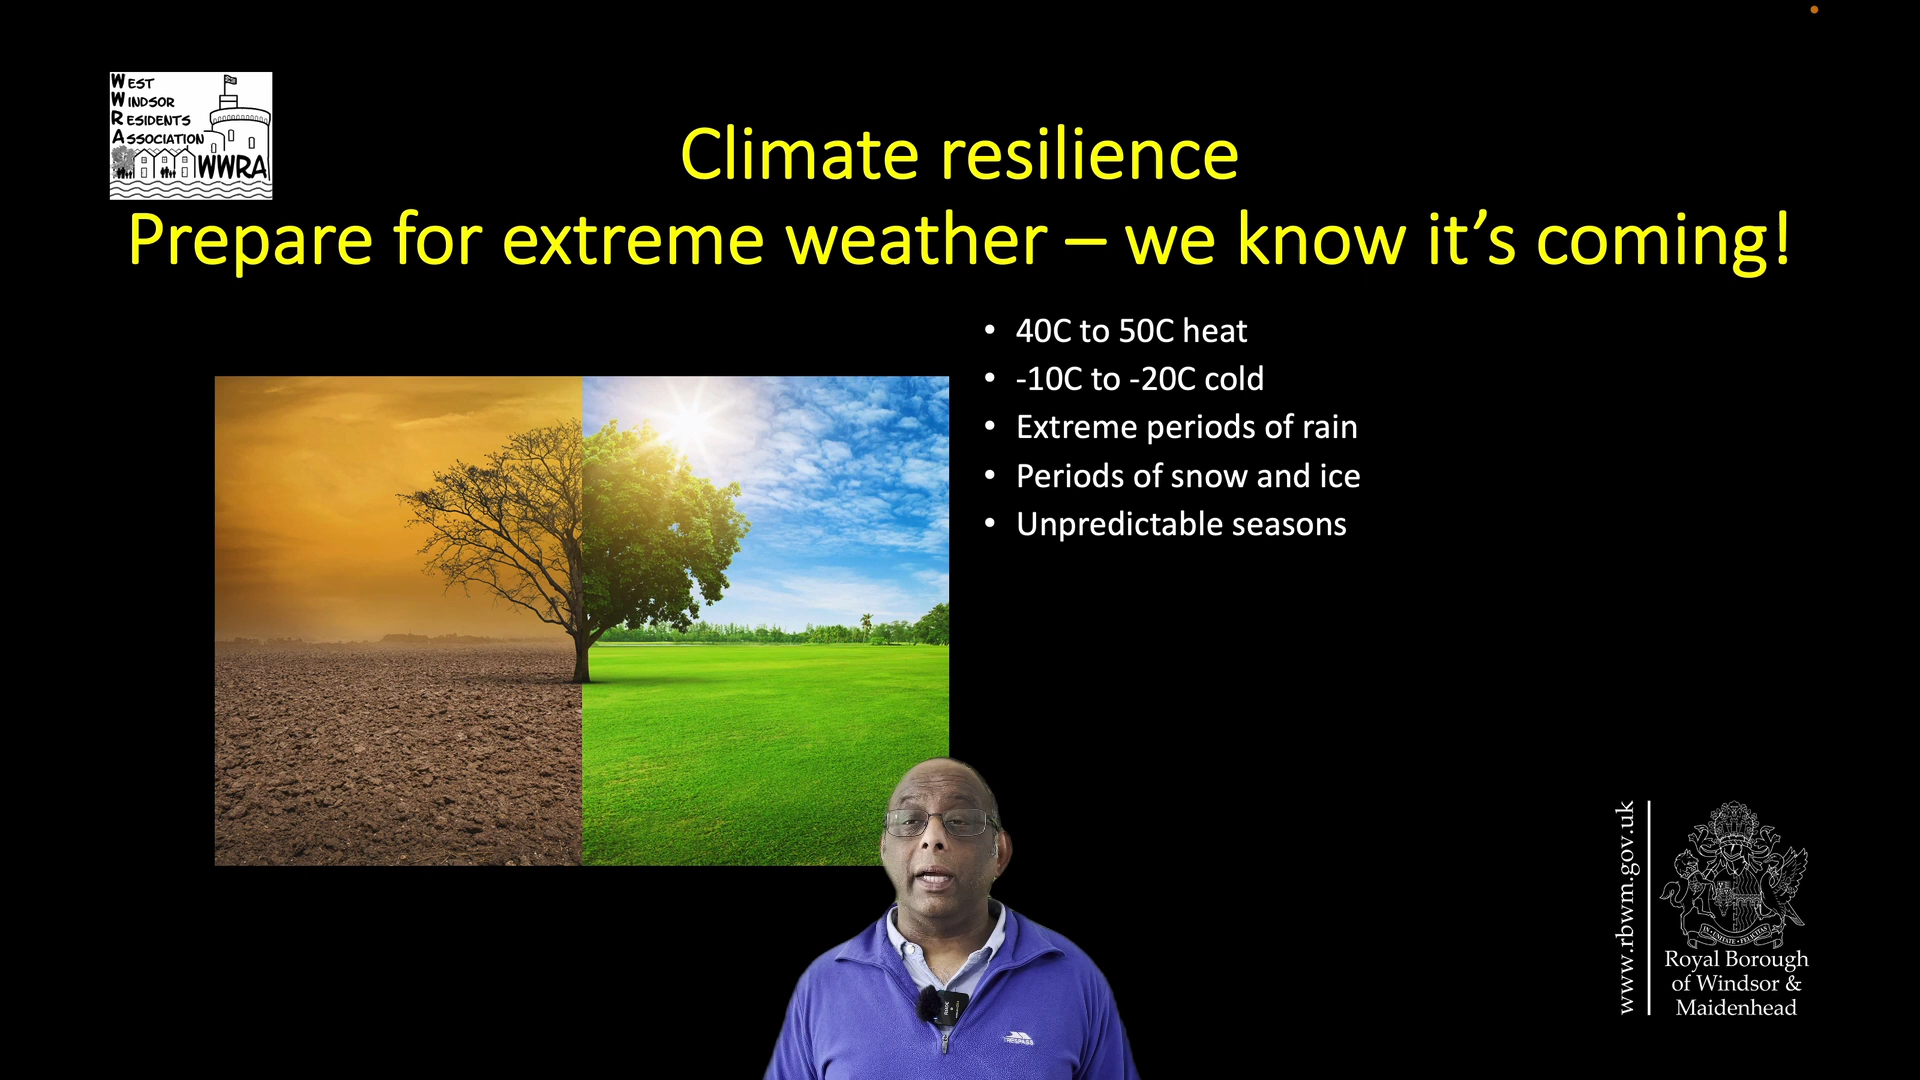 WEST
WINDSOR
RESIDENTS
ASSOCIATION
WWRA
Climate resilience
Prepare for extreme weather – we know it’s coming!
• 40C to 50C heat
• -10C to -20C cold
• Extreme periods of rain
• Periods of snow and ice
• Unpredictable seasons
TRESPASS
www.rbwm.gov.uk
Royal Borough
of Windsor &
Maidenhead